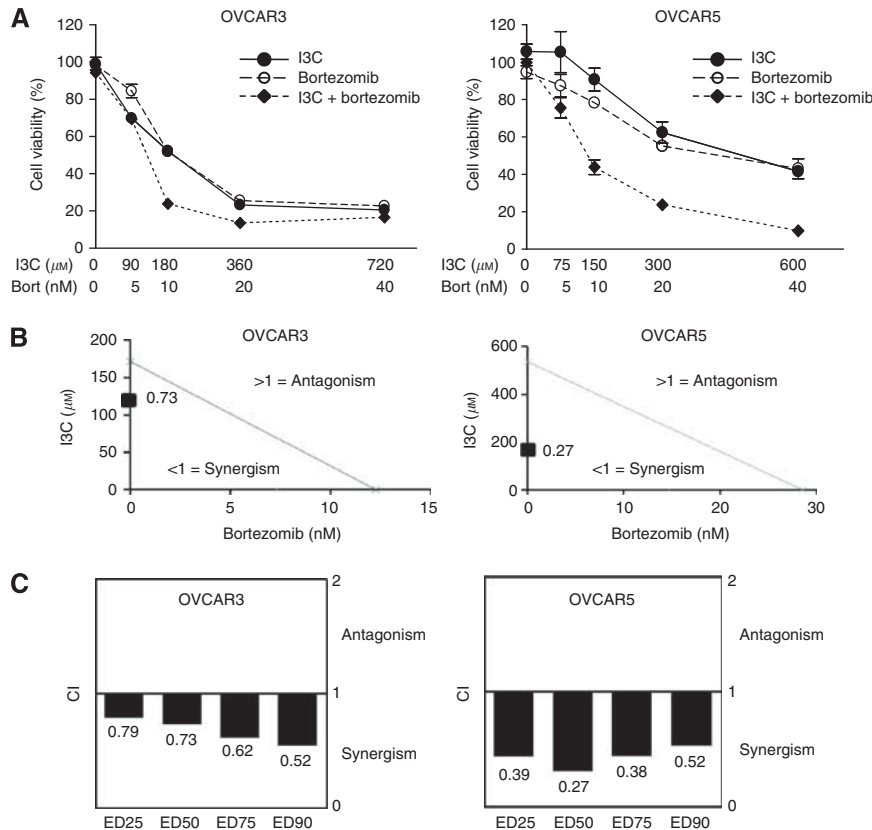 A
OVCAR3
120
100
80
60
40
20
0
Cell viability (%)
I3C
Bortezomib
I3C + bortezomib
I3C (μM) 0 90 180 360 720
Bort (nM) 0 5 10 20 40
OVCAR5
120
100
80
60
40
20
0
Cell viability (%)
I3C
Bortezomib
I3C + bortezomib
I3C (μM) 0 75 150 300 600
Bort (nM) 0 5 10 20 40
B
OVCAR3
200
150
100
50
0
I3C (μM)
>1 = Antagonism
0.73
<1 = Synergism
0 5 10 15
Bortezomib (nM)
OVCAR5
600
400
200
0
I3C (μM)
>1 = Antagonism
0.27
<1 = Synergism
0 10 20 30
Bortezomib (nM)
C
OVCAR3
2
Antagonism
CI
1
0.79 0.73 0.62 0.52
Synergism
0
ED25 ED50 ED75 ED90
OVCAR5
2
Antagonism
CI
1
0.39 0.27 0.38 0.52
Synergism
0
ED25 ED50 ED75 ED90